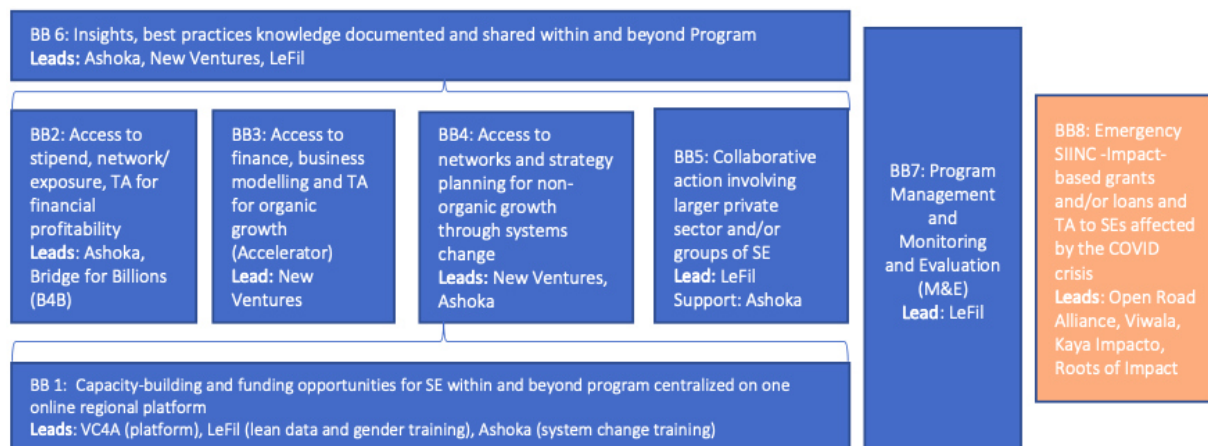 BB 6: Insights, best practices knowledge documented and shared within and beyond Program
Leads: Ashoka, New Ventures, LeFil
BB2: Access to
stipend, network/
exposure, TA for
financial
profitability
Leads: Ashoka,
Bridge for Billions
(B4B)
BB3: Access to
finance, business
modelling and TA
for organic
growth
(Accelerator)
Lead: New
Ventures
BB4: Access to
networks and strategy
planning for non-
organic growth
through systems
change
Leads: New Ventures,
Ashoka
BB5: Collaborative
action involving
larger private
sector and/or
groups of SE
Lead: LeFil
Support: Ashoka
BB7: Program
Management
and
Monitoring
and Evaluation
(M&E)
Lead: LeFil
BB8: Emergency
SIINC -Impact-
based grants
and/or loans and
TA to SEs affected
by the COVID
crisis
Leads: Open Road
Alliance, Viwala,
Kaya Impacto,
Roots of Impact
BB 1: Capacity-building and funding opportunities for SE within and beyond program centralized on one
online regional platform
Leads: VC4A (platform), LeFil (lean data and gender training), Ashoka (system change training)